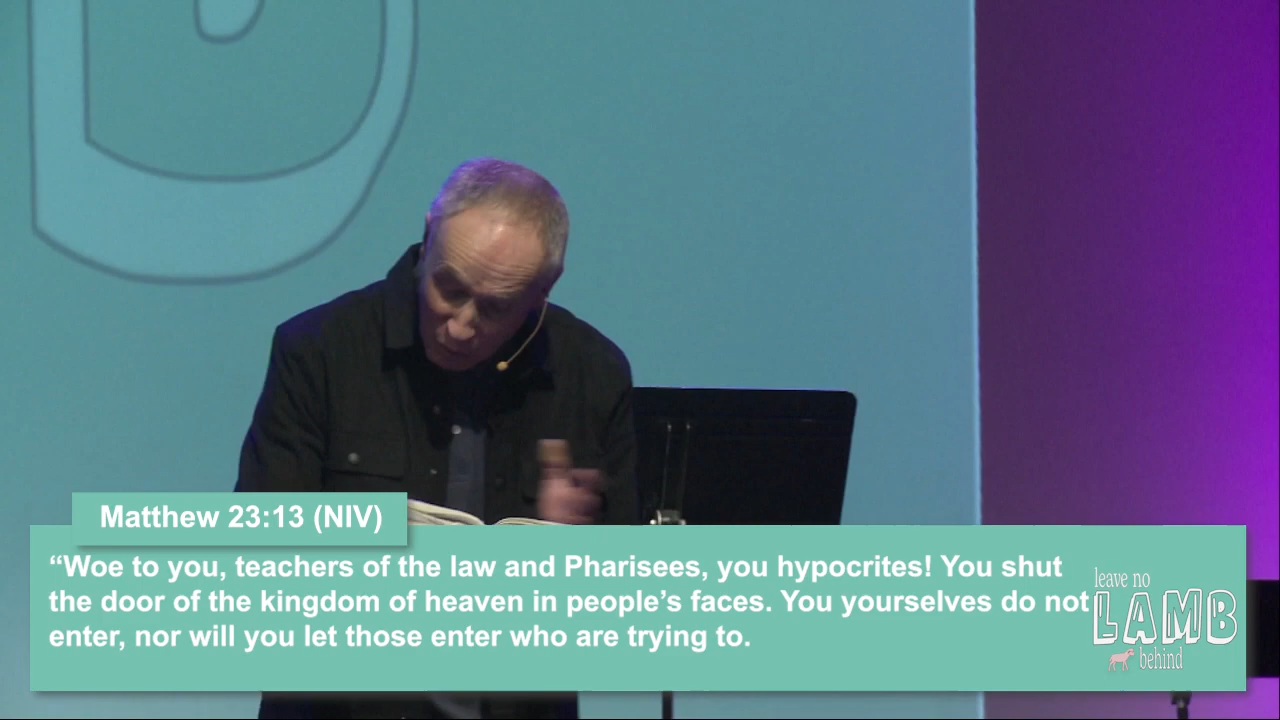 Matthew 23:13 (NIV)
“Woe to you, teachers of the law and Pharisees, you hypocrites! You shut
the door of the kingdom of heaven in people’s faces. You yourselves do not
enter, nor will you let those enter who are trying to.
leave no
LAMB
behind